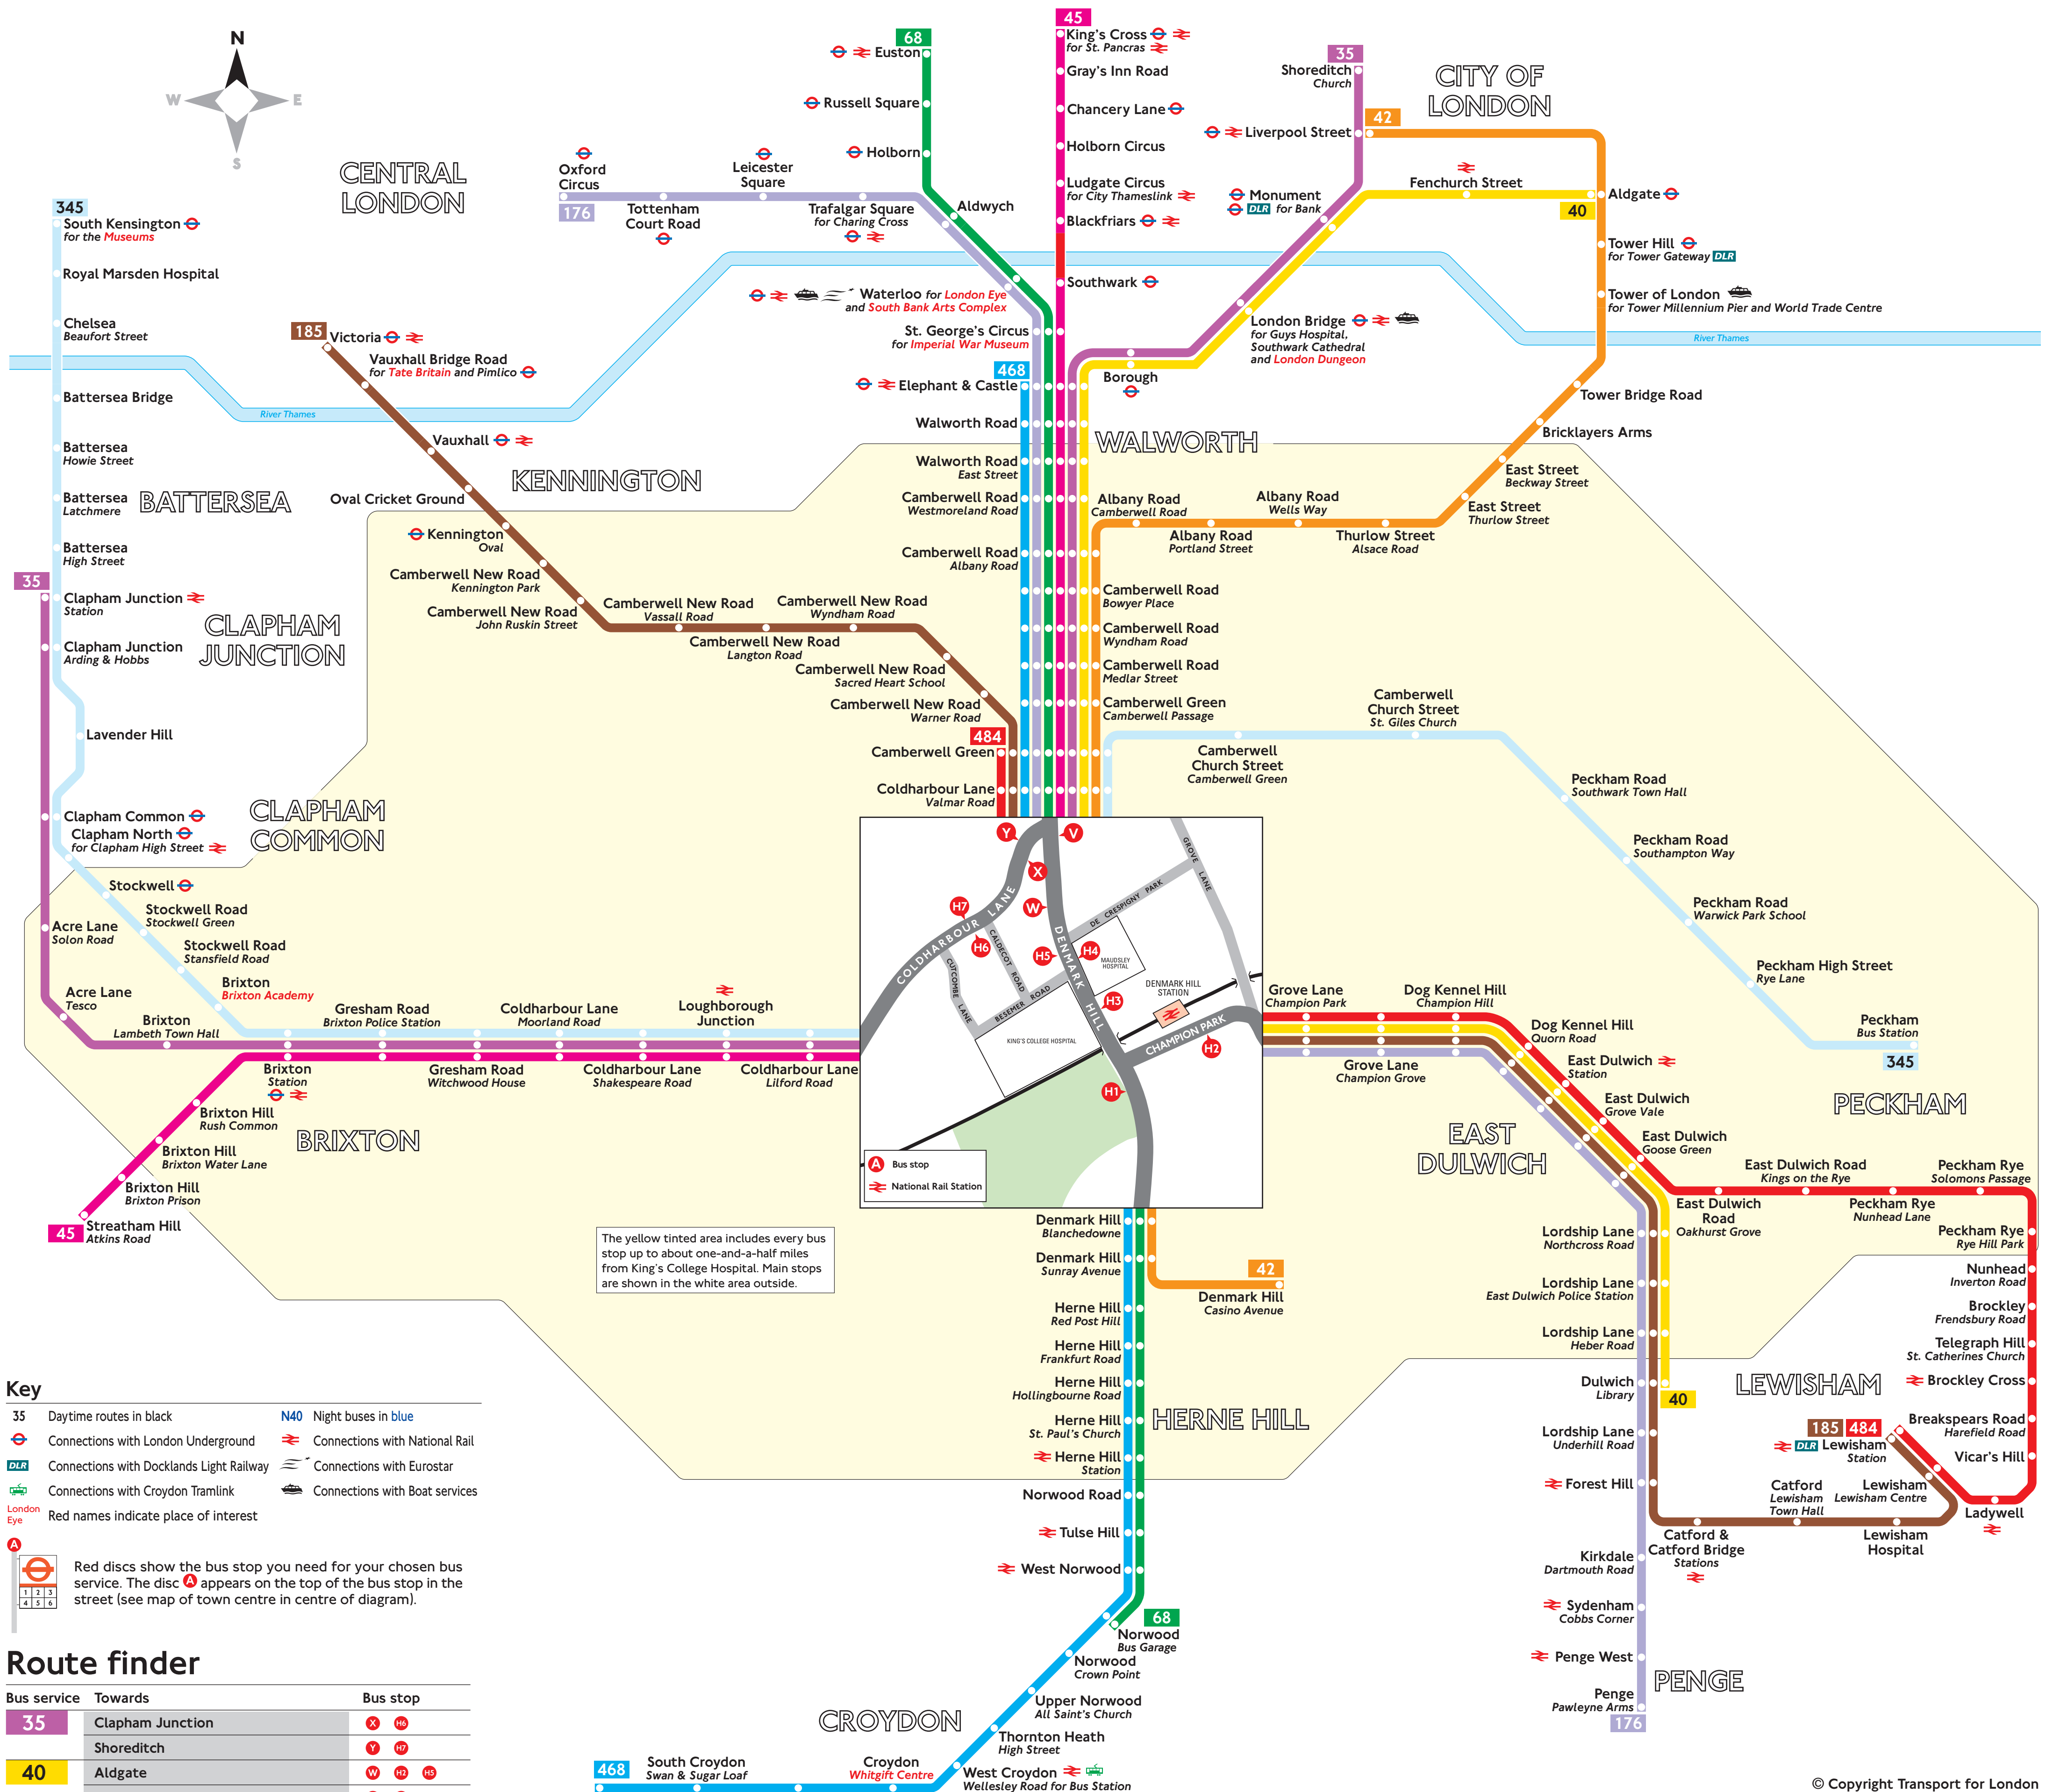 N
W
E
S
CENTRAL
LONDON
CITY OF
LONDON
68
Euston
Russell Square
Holborn
Aldwych
45
King's Cross
for St. Pancras
Gray's Inn Road
Chancery Lane
Holborn Circus
Ludgate Circus
for City Thameslink
Blackfriars
Southwark
35
Shoreditch
Church
42
Liverpool Street
Monument
DLR for Bank
Fenchurch Street
Aldgate
40
Tower Hill
for Tower Gateway DLR
Tower of London
for Tower Millennium Pier and World Trade Centre
River Thames
Tower Bridge Road
Bricklayers Arms
East Street
Beckway Street
East Street
Thurlow Street
Oxford
Circus
176
Tottenham
Court Road
Leicester
Square
Trafalgar Square
for Charing Cross
Waterloo for London Eye
and South Bank Arts Complex
St. George's Circus
for Imperial War Museum
468
Elephant & Castle
Borough
London Bridge
for Guys Hospital,
Southwark Cathedral
and London Dungeon
345
South Kensington
for the Museums
Royal Marsden Hospital
Chelsea
Beaufort Street
Battersea Bridge
River Thames
Battersea
Howie Street
Battersea
Latchmere
BATTERSEA
Battersea
High Street
35
Clapham Junction
Station
Clapham Junction
Arding & Hobbs
CLAPHAM
JUNCTION
Lavender Hill
Clapham Common
Clapham North
for Clapham High Street
CLAPHAM
COMMON
Stockwell
Stockwell Road
Stockwell Green
Stockwell Road
Stansfield Road
Brixton
Brixton Academy
Acre Lane
Solon Road
Acre Lane
Tesco
Brixton
Lambeth Town Hall
Gresham Road
Brixton Police Station
Coldharbour Lane
Moorland Road
Loughborough
Junction
Brixton
Station
Gresham Road
Witchwood House
Coldharbour Lane
Shakespeare Road
Coldharbour Lane
Lilford Road
Brixton Hill
Rush Common
Brixton Hill
Brixton Water Lane
Brixton Hill
Brixton Prison
45
Streatham Hill
Atkins Road
BRIXTON
185
Victoria
Vauxhall Bridge Road
for Tate Britain and Pimlico
Vauxhall
KENNINGTON
Oval Cricket Ground
Kennington
Oval
Camberwell New Road
Kennington Park
Camberwell New Road
John Ruskin Street
Camberwell New Road
Vassall Road
Camberwell New Road
Langton Road
Camberwell New Road
Wyndham Road
Camberwell New Road
Sacred Heart School
Camberwell New Road
Warner Road
484
Camberwell Green
Coldharbour Lane
Valmar Road
WALWORTH
Walworth Road
Walworth Road
East Street
Camberwell Road
Westmoreland Road
Camberwell Road
Albany Road
Albany Road
Camberwell Road
Albany Road
Portland Street
Albany Road
Wells Way
Thurlow Street
Alsace Road
Camberwell Road
Bowyer Place
Camberwell Road
Wyndham Road
Camberwell Road
Medlar Street
Camberwell Green
Camberwell Passage
Camberwell
Church Street
Camberwell Green
Camberwell
Church Street
St. Giles Church
Peckham Road
Southwark Town Hall
Peckham Road
Southampton Way
Peckham Road
Warwick Park School
Peckham High Street
Rye Lane
Peckham
Bus Station
345
PECKHAM
Y
V
X
W
H7
H6
H5
H4
H3
H2
H1
COLDHARBOUR LANE
DENMARK HILL
GROVE LANE
DE CRESPIGNY PARK
CALDECOT ROAD
CUTCOMBE LANE
BESEMER ROAD
MAUDSLEY
HOSPITAL
DENMARK HILL
STATION
KING'S COLLEGE HOSPITAL
CHAMPION PARK
A Bus stop
National Rail Station
Grove Lane
Champion Park
Dog Kennel Hill
Champion Hill
Grove Lane
Champion Grove
Dog Kennel Hill
Quorn Road
East Dulwich
Station
East Dulwich
Grove Vale
East Dulwich
Goose Green
EAST
DULWICH
East Dulwich Road
Kings on the Rye
Peckham Rye
Solomons Passage
East Dulwich
Road
Oakhurst Grove
Peckham Rye
Nunhead Lane
Peckham Rye
Rye Hill Park
Nunhead
Inverton Road
Brockley
Frendsbury Road
Telegraph Hill
St. Catherines Church
Brockley Cross
Breakspears Road
Harefield Road
Vicar's Hill
Ladywell
LEWISHAM
185
484
DLR Lewisham
Station
Lewisham
Lewisham Centre
Catford
Lewisham
Town Hall
Lewisham
Hospital
Catford &
Catford Bridge
Stations
Lordship Lane
Northcross Road
Lordship Lane
East Dulwich Police Station
Lordship Lane
Heber Road
Dulwich
Library
40
Lordship Lane
Underhill Road
Forest Hill
Kirkdale
Dartmouth Road
Sydenham
Cobbs Corner
Penge West
Penge
Pawleyne Arms
176
PENGE
Denmark Hill
Blanchedowne
Denmark Hill
Sunray Avenue
42
Denmark Hill
Casino Avenue
Herne Hill
Red Post Hill
Herne Hill
Frankfurt Road
Herne Hill
Hollingbourne Road
Herne Hill
St. Paul's Church
HERNE HILL
Herne Hill
Station
Norwood Road
Tulse Hill
West Norwood
68
Norwood
Bus Garage
Norwood
Crown Point
Upper Norwood
All Saint's Church
CROYDON
Thornton Heath
High Street
West Croydon
Wellesley Road for Bus Station
Croydon
Whitgift Centre
South Croydon
Swan & Sugar Loaf
468
The yellow tinted area includes every bus
stop up to about one-and-a-half miles
from King's College Hospital. Main stops
are shown in the white area outside.
Key
35 Daytime routes in black
N40 Night buses in blue
Connections with London Underground
Connections with National Rail
DLR Connections with Docklands Light Railway
Connections with Eurostar
Connections with Croydon Tramlink
Connections with Boat services
London
Eye
Red names indicate place of interest
A
1 2 3
4 5 6
Red discs show the bus stop you need for your chosen bus
service. The disc A appears on the top of the bus stop in the
street (see map of town centre in centre of diagram).
Route finder
Bus service Towards Bus stop
35 Clapham Junction X H6
Shoreditch Y H7
40 Aldgate W H2 H5
© Copyright Transport for London